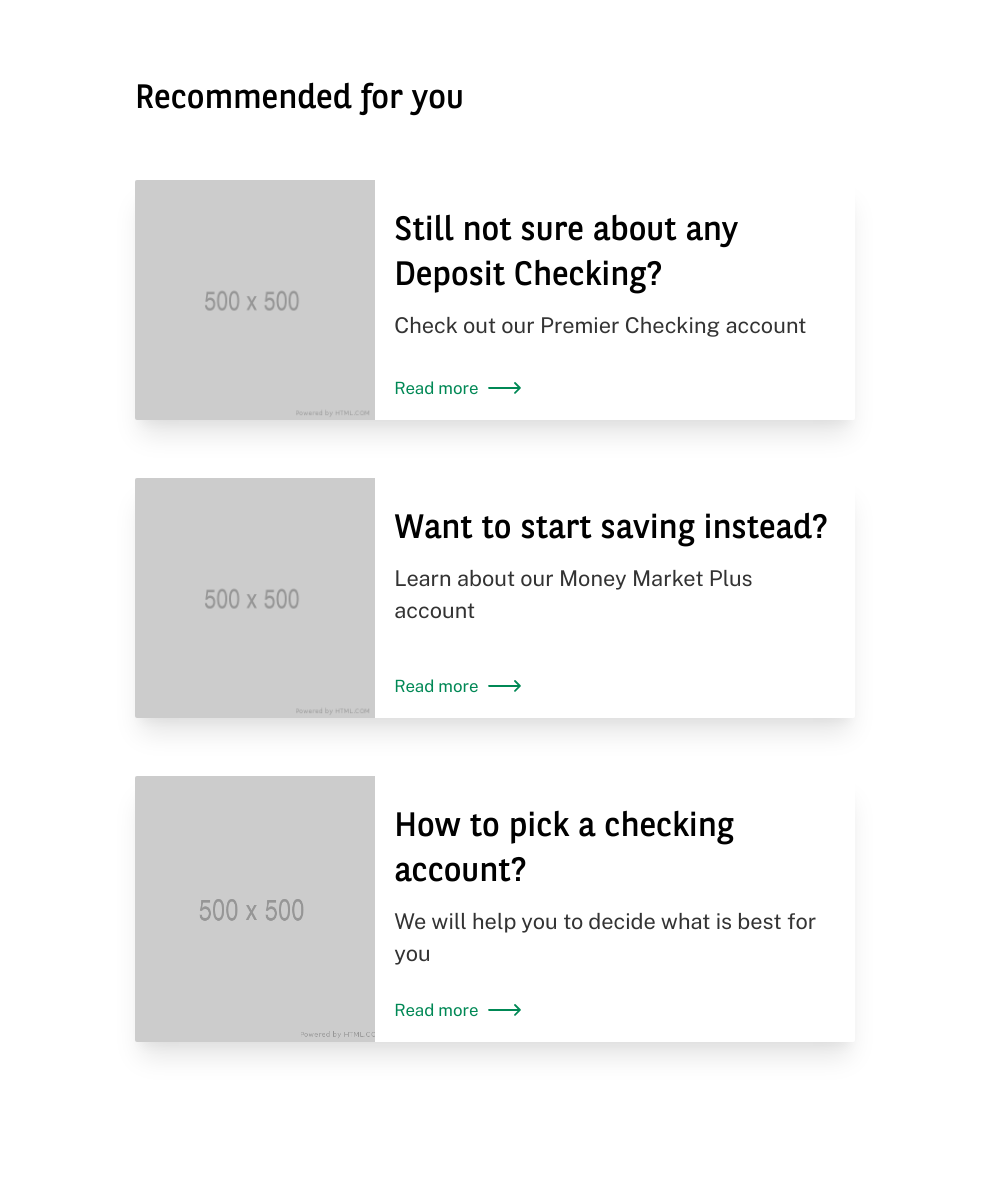 Recommended for you
500 x 500
Powered by HTML.COM
Still not sure about any
Deposit Checking?
Check out our Premier Checking account
Read more
500 x 500
Powered by HTML.COM
Want to start saving instead?
Learn about our Money Market Plus
account
Read more
500 x 500
Powered by HTML.CO
How to pick a checking
account?
We will help you to decide what is best for
you
Read more